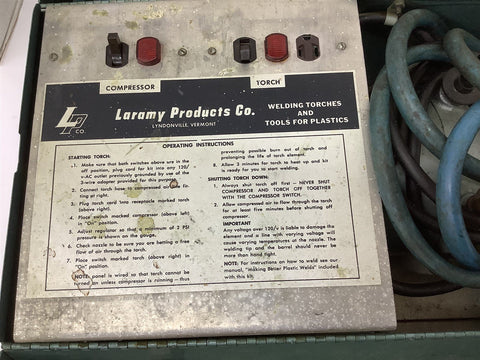 COMPRESSOR
TORCH
LP
CO.
Laramy Products Co.
LYNDONVILLE, VERMONT
WELDING TORCHES
AND
TOOLS FOR PLASTICS
OPERATING INSTRUCTIONS
STARTING TORCH:
1. Make sure that both switches above are in the
off position, plug cord for kit into any 120/
AC outlet previously grounded by use of the
3-wire adapter provided for this purpose.
2. Connect torch hose to compressed air line
fitting at right.
3. Plug torch cord into receptacle marked torch
(above right).
4. Place switch marked compressor (above left)
in "On" position.
5. Adjust regulator so that a minimum of 2 PSI
pressure is shown on the gauge.
6. Check nozzle to be sure you are getting a free
flow of air through the torch.
7. Place switch marked torch (above right) in
"On" position.
NOTE: panel is wired so that torch cannot be
turned on unless compressor is running — thus
preventing possible burn out of torch and
prolonging the life of torch element.
8. Allow 3 minutes for torch to heat up and kit
is ready for you to start welding.
SHUTTING TORCH DOWN:
1. Always shut torch off first — NEVER SHUT
COMPRESSOR AND TORCH OFF TOGETHER
WITH THE COMPRESSOR SWITCH.
2. Allow compressed air to flow through the torch
for at least five minutes before shutting off
compressor.
IMPORTANT
Any voltage over 120/v is liable to damage the
element and a line with varying voltage will
cause varying temperatures at the nozzle. The
welding tip and the barrel should never be
more than hand tight.
NOTE: For instructions on how to weld see our
manual, "Making Better Plastic Welds" included
with this kit.